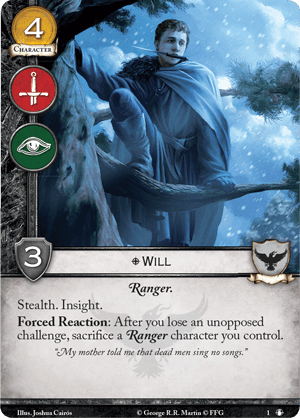 4
Character
3
Will
Ranger.
Stealth. Insight.
Forced Reaction: After you lose an unopposed
challenge, sacrifice a Ranger character you control.
"My mother told me that dead men sing no songs."
Illus. Joshua Cairós
© George R.R. Martin © FFG
1